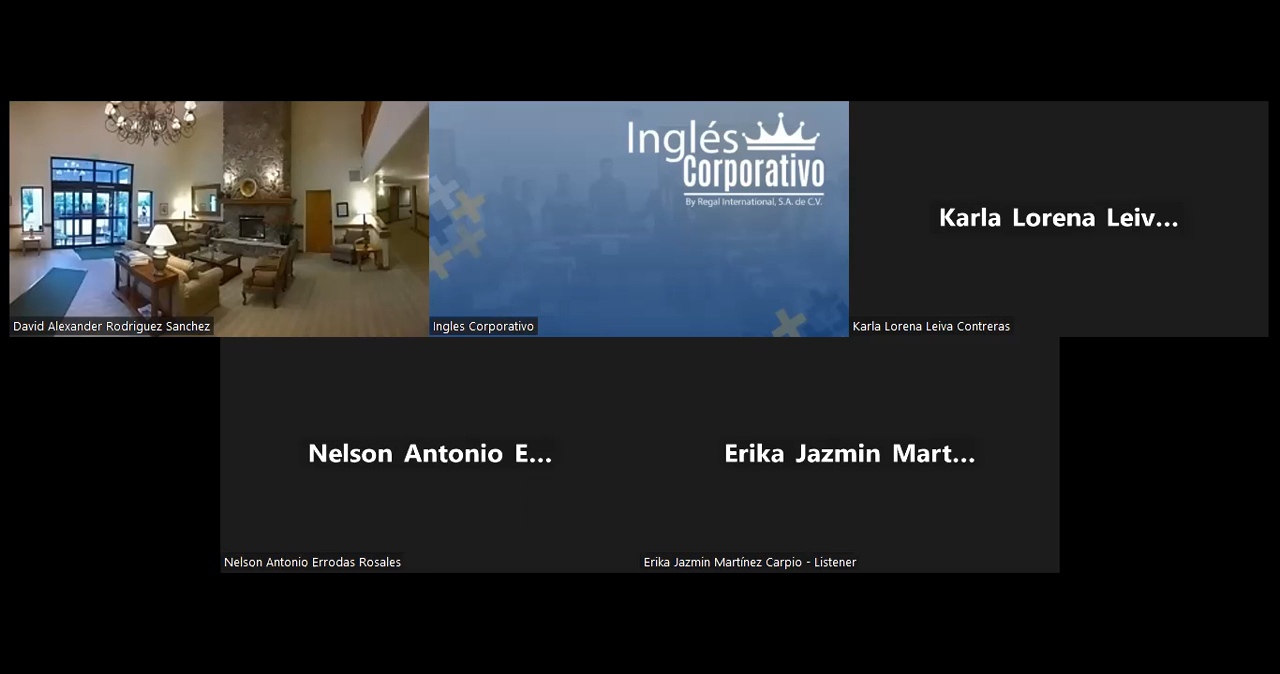 Inglés
Corporativo
By Regal International, S.A. de C.V.
Karla Lorena Leiv...
David Alexander Rodriguez Sanchez
Ingles Corporativo
Karla Lorena Leiva Contreras
Nelson Antonio E...
Erika Jazmin Mart...
Nelson Antonio Errodas Rosales
Erika Jazmin Martínez Carpio - Listener